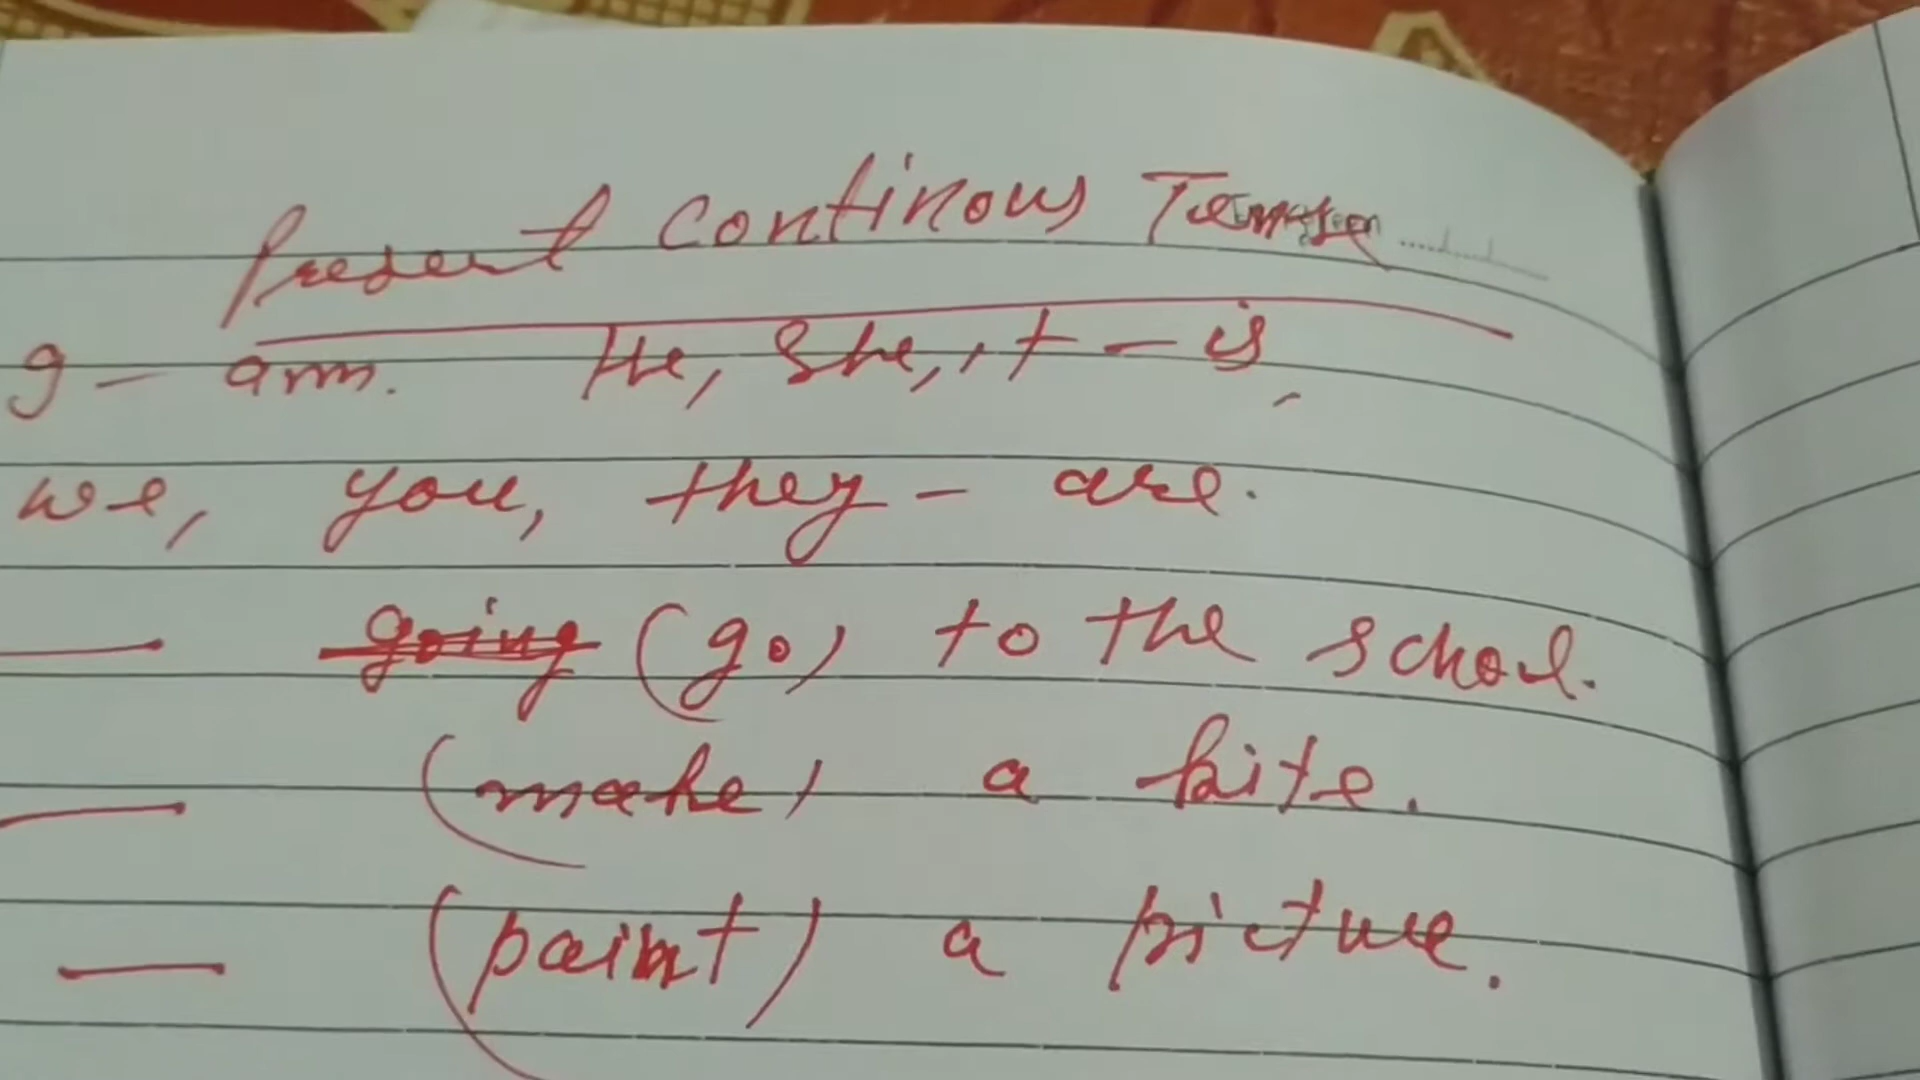 Present Continous Tense
I - am. He, She, it - is,
we, you, they - are.
— going (go) to the school.
— (make) a kite.
— (paint) a picture.